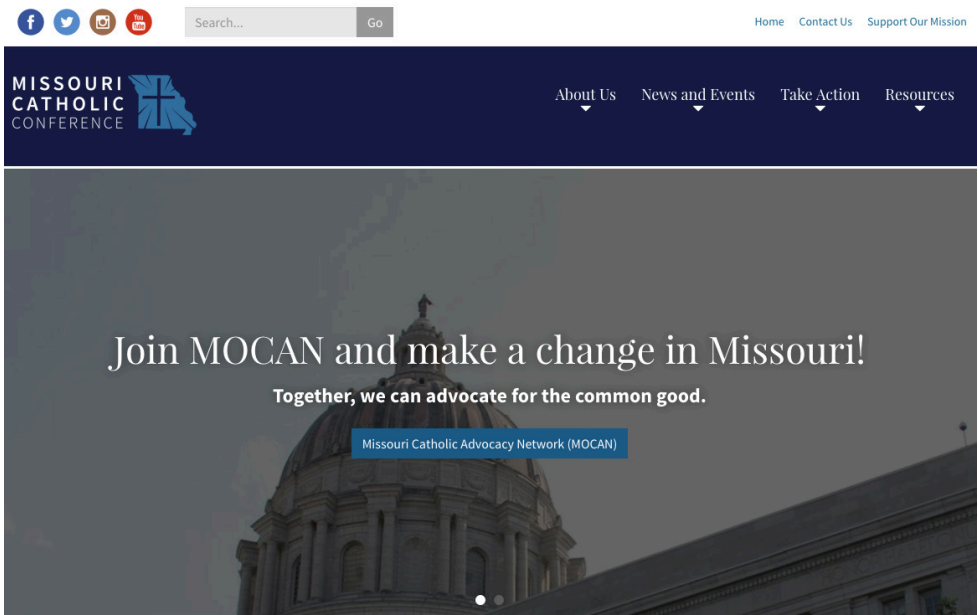 You
Tube
Search...
Go
Home
Contact Us
Support Our Mission
MISSOURI
CATHOLIC
CONFERENCE
About Us
News and Events
Take Action
Resources
Join MOCAN and make a change in Missouri!
Together, we can advocate for the common good.
Missouri Catholic Advocacy Network (MOCAN)